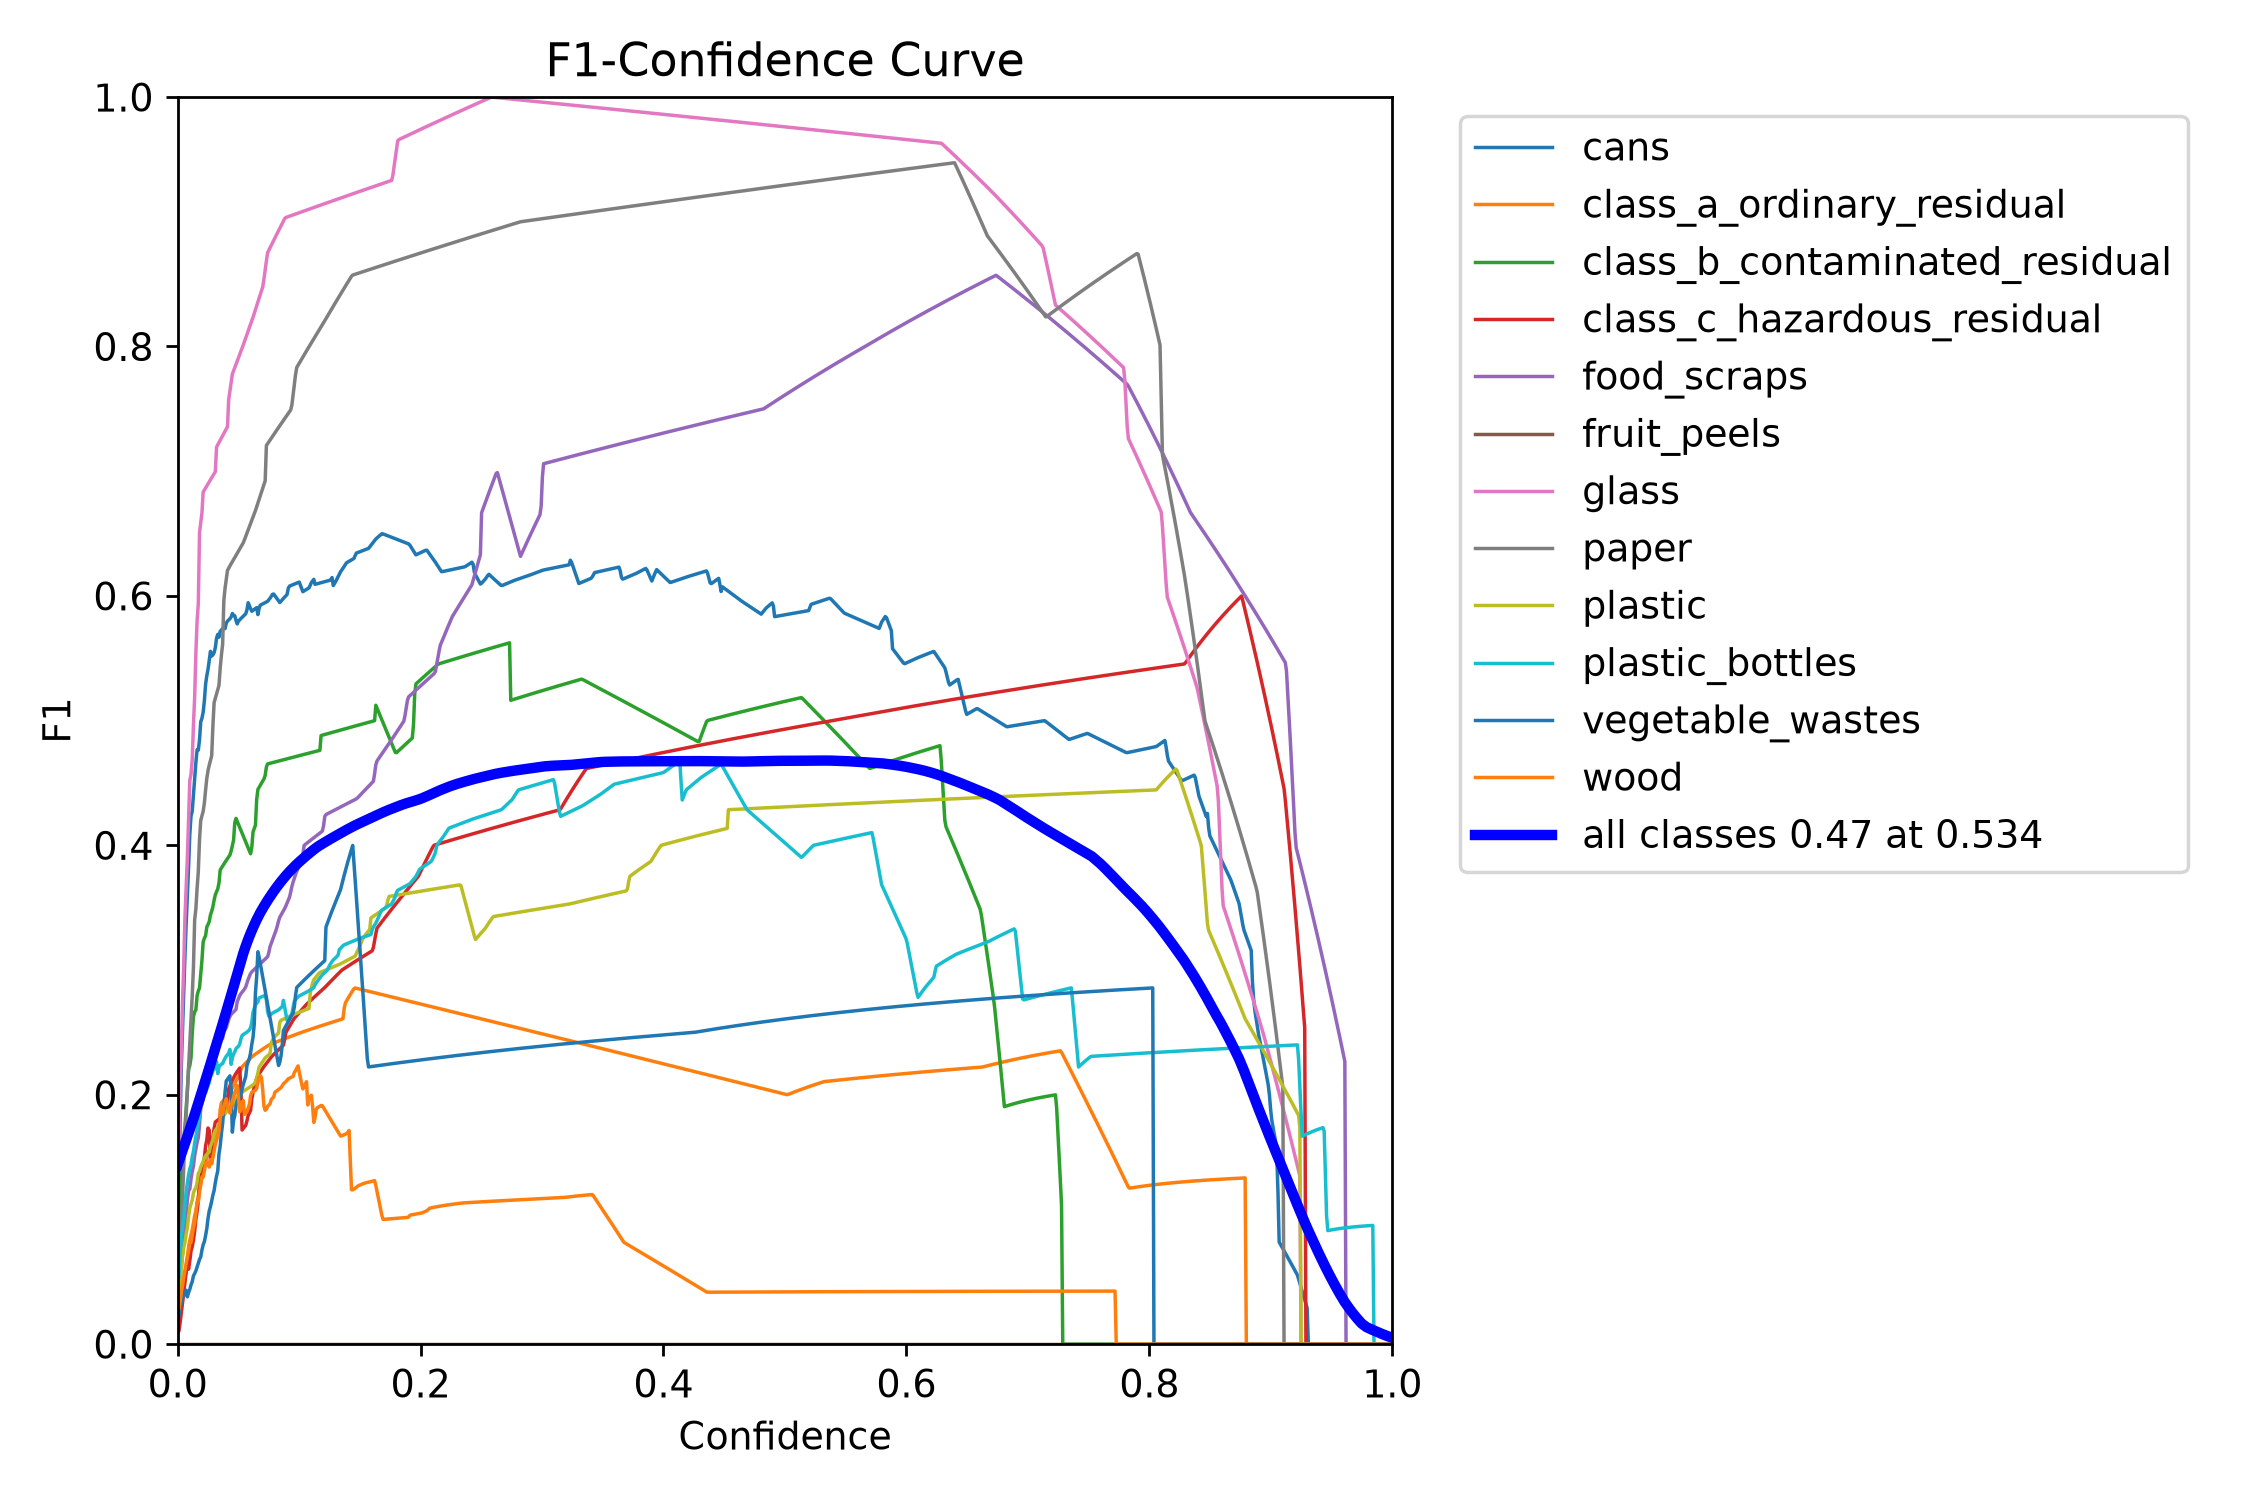 F1-Confidence Curve
1.0
0.8
0.6
0.4
0.2
0.0
F1
0.0 0.2 0.4 0.6 0.8 1.0
Confidence
cans
class_a_ordinary_residual
class_b_contaminated_residual
class_c_hazardous_residual
food_scraps
fruit_peels
glass
paper
plastic
plastic_bottles
vegetable_wastes
wood
all classes 0.47 at 0.534